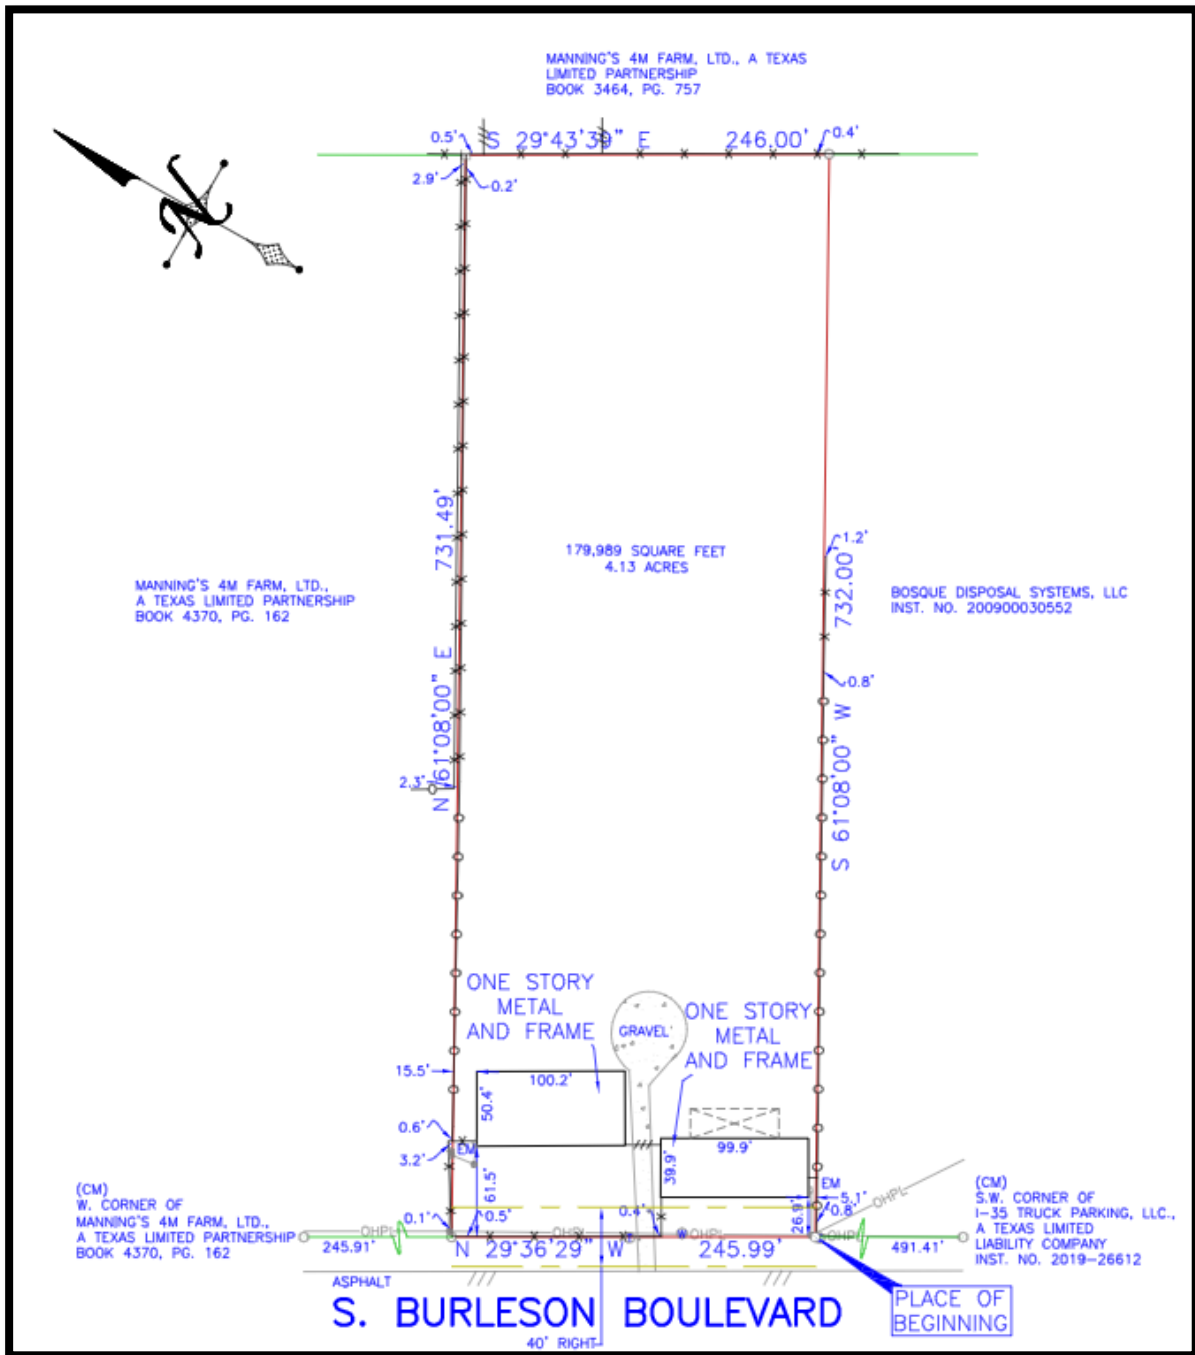 MANNING'S 4M FARM, LTD., A TEXAS
LIMITED PARTNERSHIP
BOOK 3464, PG. 757
0.5'
S 29°43'39" E
246.00'
0.4'
2.9'
0.2'
N
731.49'
N 61°08'00" E
179,989 SQUARE FEET
4.13 ACRES
1.2'
732.00'
S 61°08'00" W
0.8'
MANNING'S 4M FARM, LTD.,
A TEXAS LIMITED PARTNERSHIP
BOOK 4370, PG. 162
BOSQUE DISPOSAL SYSTEMS, LLC
INST. NO. 200900030552
2.3'
ONE STORY
METAL
AND FRAME
GRAVEL
ONE STORY
METAL
AND FRAME
15.5'
100.2'
50.4'
0.6'
3.2'
EM
61.5'
99.9'
39.9'
EM
5.1'
0.8'
26.9'
0.1'
0.5'
0.4'
OHPL
OHPL
OHPL
OHPL
OHPL
(CM)
W. CORNER OF
MANNING'S 4M FARM, LTD.,
A TEXAS LIMITED PARTNERSHIP
BOOK 4370, PG. 162
245.91'
N 29°36'29" W
245.99'
491.41'
(CM)
S.W. CORNER OF
I-35 TRUCK PARKING, LLC.,
A TEXAS LIMITED
LIABILITY COMPANY
INST. NO. 2019-26612
ASPHALT
S. BURLESON BOULEVARD
40' RIGHT
PLACE OF
BEGINNING